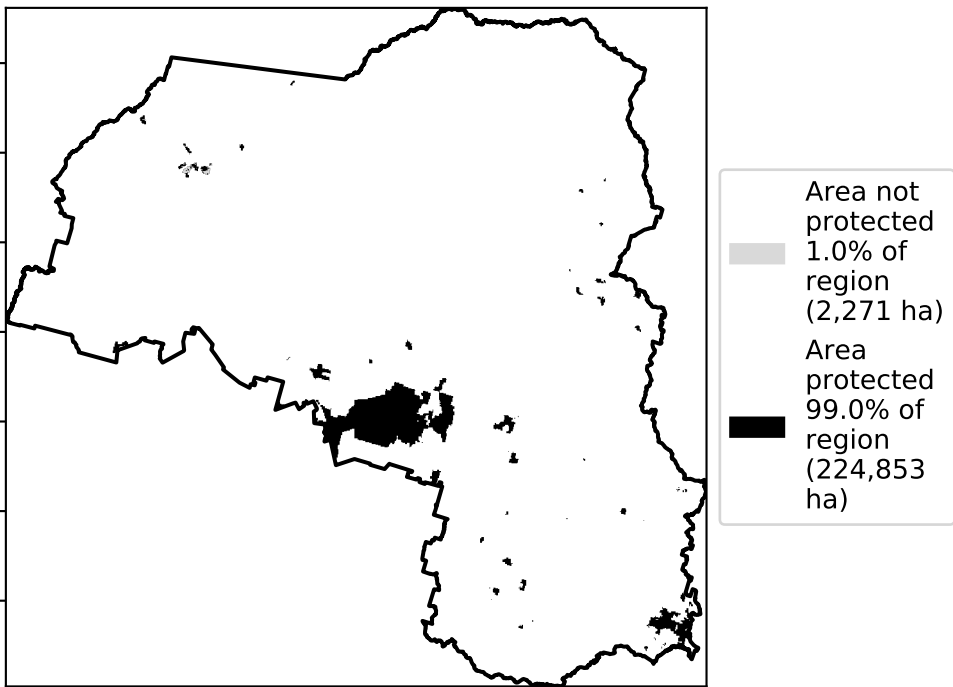 Area not
protected
1.0% of
region
(2,271 ha)
Area
protected
99.0% of
region
(224,853
ha)